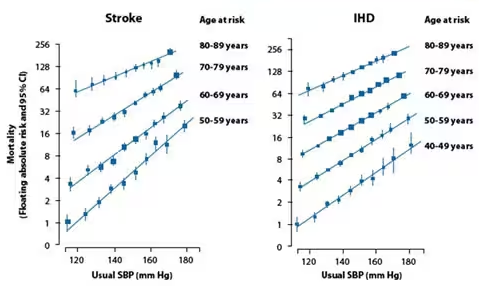 Stroke
Age at risk
IHD
Age at risk
256
128
64
32
16
8
4
2
1
0
80-89 years
70-79 years
60-69 years
50-59 years
256
128
64
32
16
8
4
2
1
0
80-89 years
70-79 years
60-69 years
50-59 years
40-49 years
Mortality
(Floating absolute risk and 95% CI)
120 140 160 180
Usual SBP (mm Hg)
120 140 160 180
Usual SBP (mm Hg)